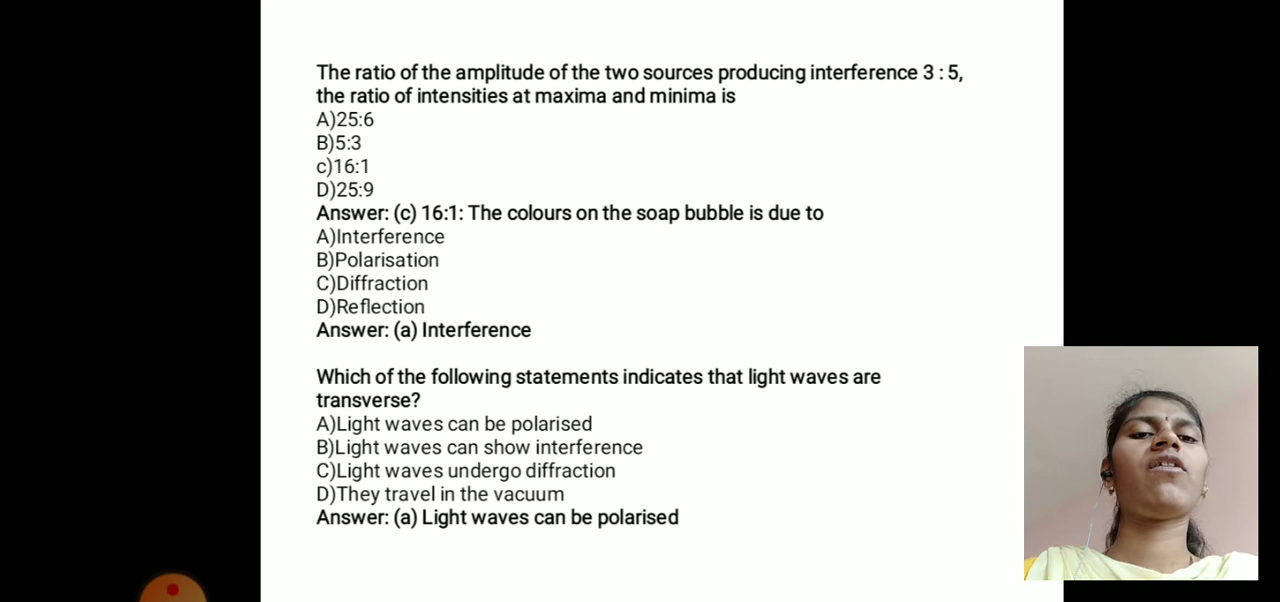 The ratio of the amplitude of the two sources producing interference 3 : 5,
the ratio of intensities at maxima and minima is
A)25:6
B)5:3
c)16:1
D)25:9
Answer: (c) 16:1: The colours on the soap bubble is due to
A)Interference
B)Polarisation
C)Diffraction
D)Reflection
Answer: (a) Interference
Which of the following statements indicates that light waves are
transverse?
A)Light waves can be polarised
B)Light waves can show interference
C)Light waves undergo diffraction
D)They travel in the vacuum
Answer: (a) Light waves can be polarised